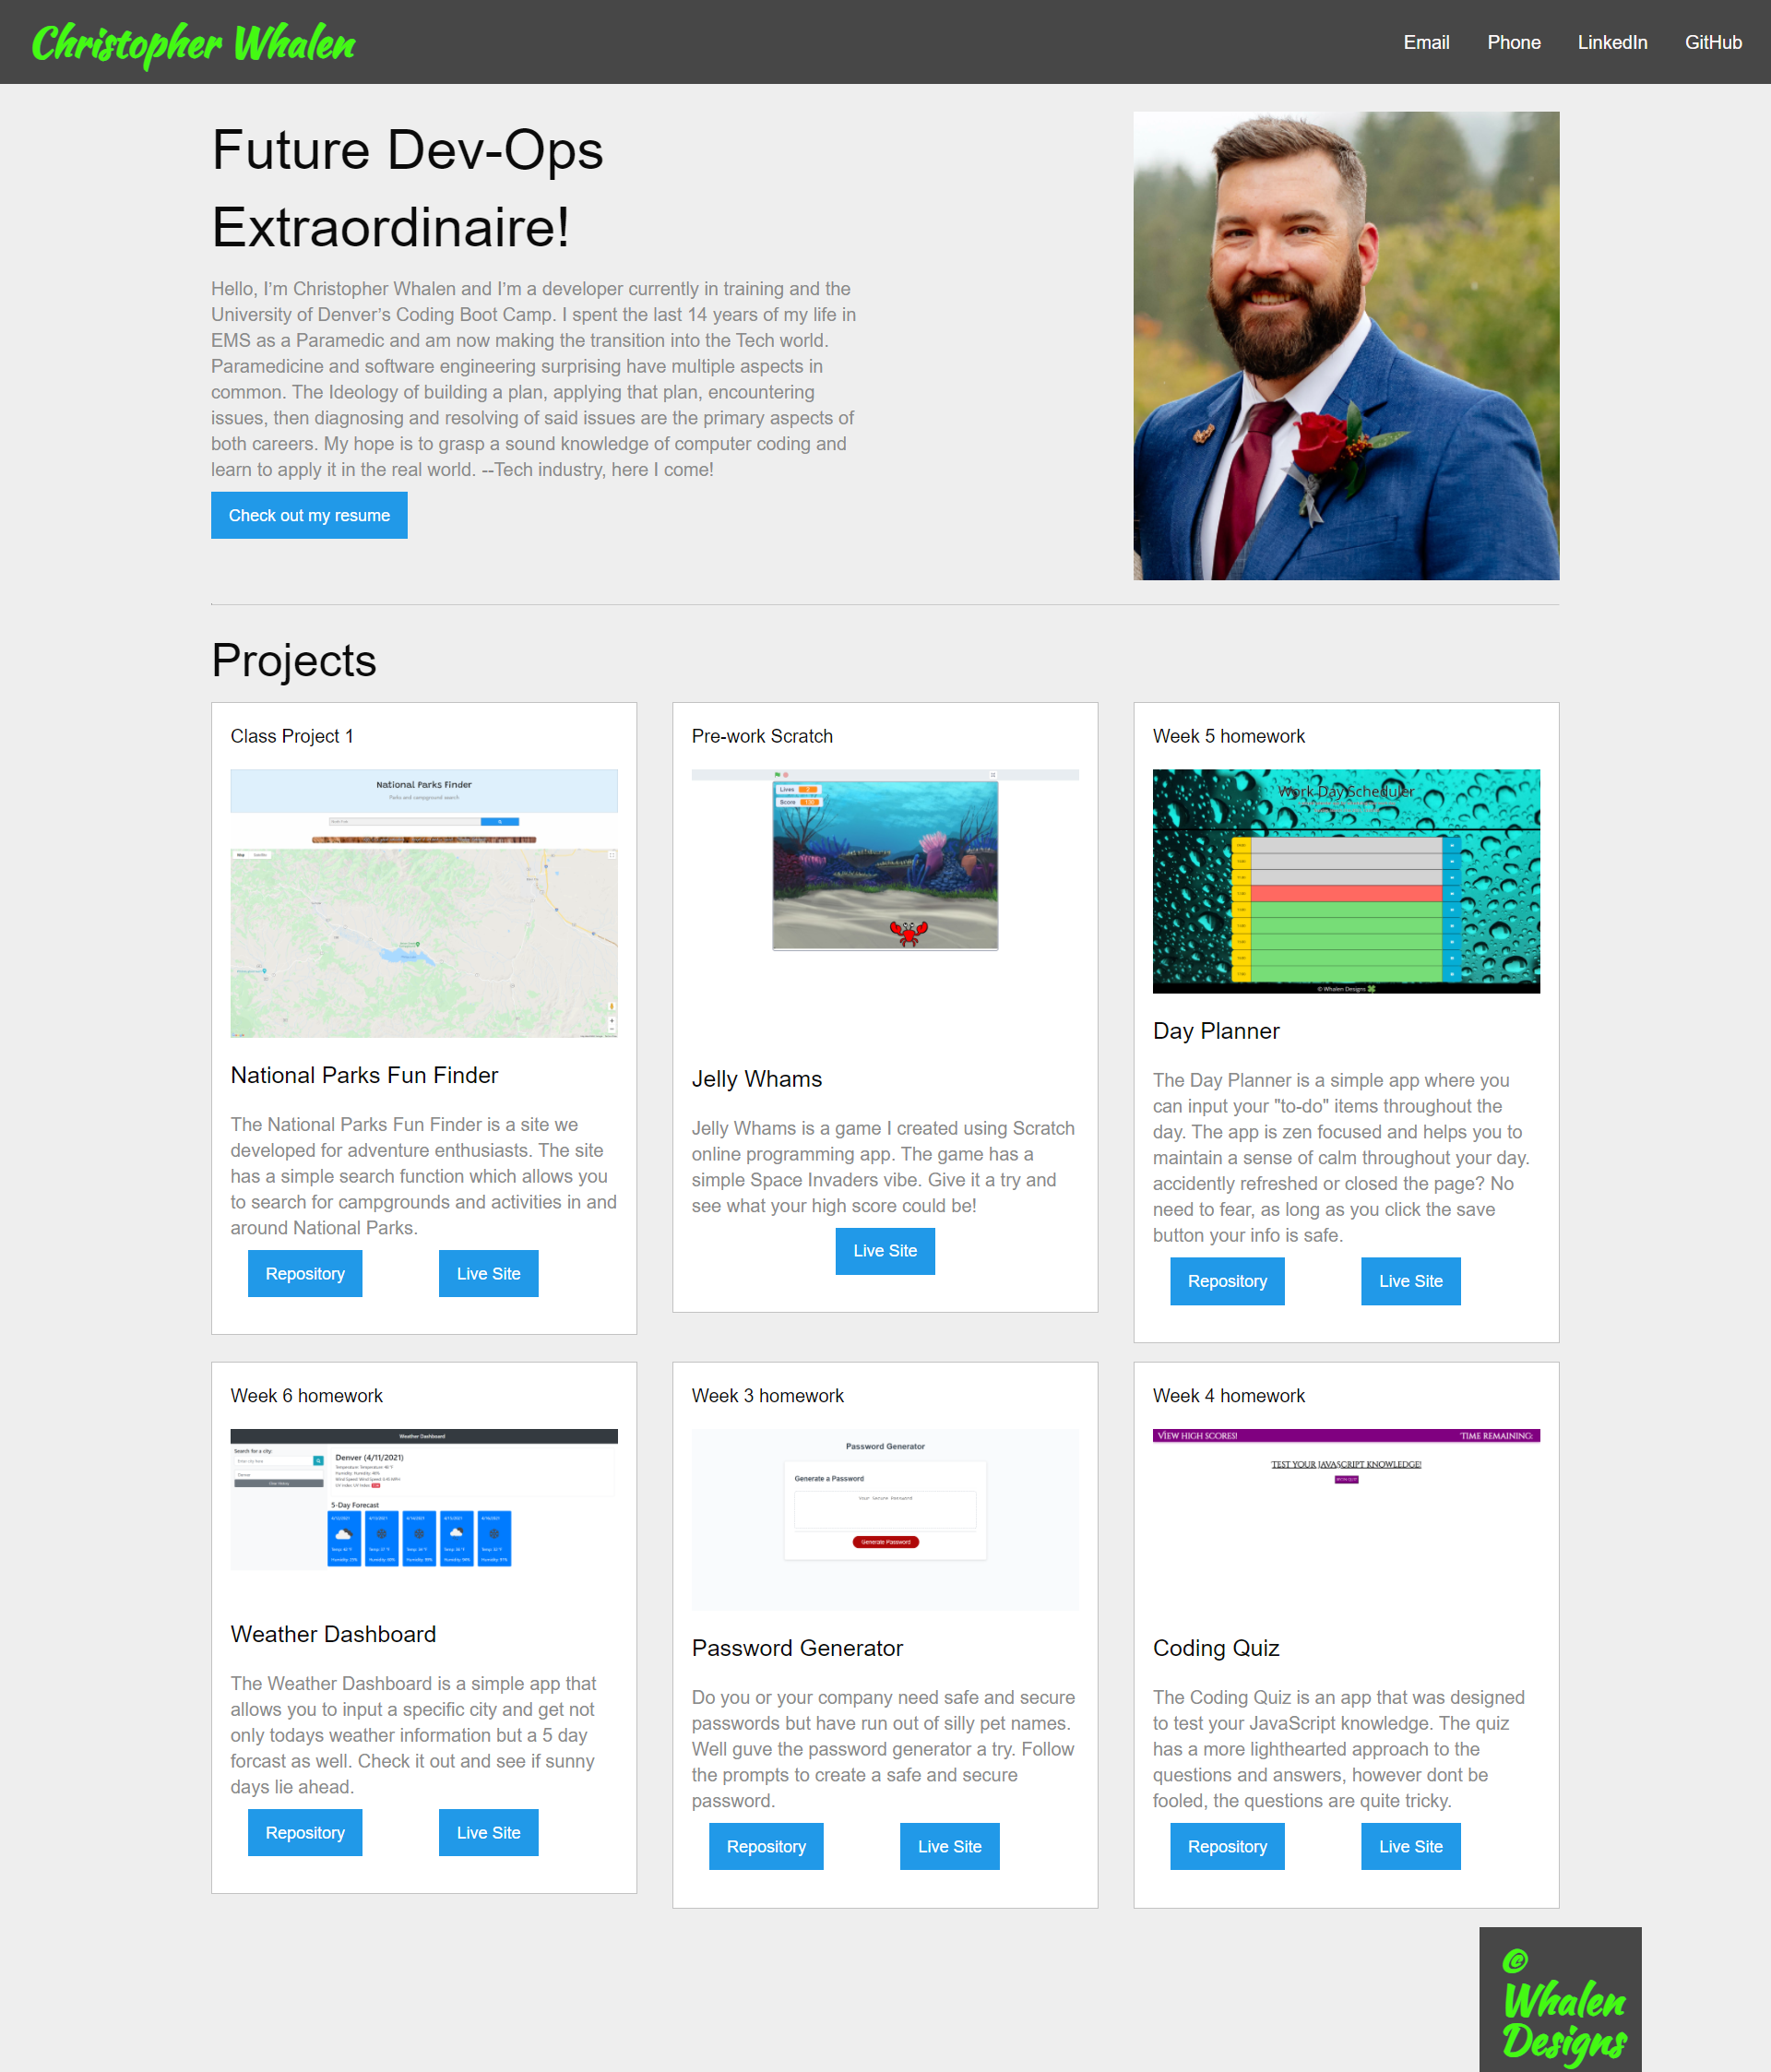 Christopher Whalen
Email Phone LinkedIn GitHub
Future Dev-Ops
Extraordinaire!
Hello, I’m Christopher Whalen and I’m a developer currently in training and the
University of Denver’s Coding Boot Camp. I spent the last 14 years of my life in
EMS as a Paramedic and am now making the transition into the Tech world.
Paramedicine and software engineering surprising have multiple aspects in
common. The Ideology of building a plan, applying that plan, encountering
issues, then diagnosing and resolving of said issues are the primary aspects of
both careers. My hope is to grasp a sound knowledge of computer coding and
learn to apply it in the real world. --Tech industry, here I come!
Check out my resume
Projects
Class Project 1
National Parks Finder
Parks and campground search
Map Satellite
National Parks Fun Finder
The National Parks Fun Finder is a site we
developed for adventure enthusiasts. The site
has a simple search function which allows you
to search for campgrounds and activities in and
around National Parks.
Repository Live Site
Pre-work Scratch
Lives 2
Score
Jelly Whams
Jelly Whams is a game I created using Scratch
online programming app. The game has a
simple Space Invaders vibe. Give it a try and
see what your high score could be!
Live Site
Week 5 homework
Work Day Scheduler
© Whalen Designs
Day Planner
The Day Planner is a simple app where you
can input your "to-do" items throughout the
day. The app is zen focused and helps you to
maintain a sense of calm throughout your day.
accidently refreshed or closed the page? No
need to fear, as long as you click the save
button your info is safe.
Repository Live Site
Week 6 homework
Weather Dashboard
Search for a city:
Enter city here
Denver
Denver (4/11/2021)
5-Day Forecast
Weather Dashboard
The Weather Dashboard is a simple app that
allows you to input a specific city and get not
only todays weather information but a 5 day
forcast as well. Check it out and see if sunny
days lie ahead.
Repository Live Site
Week 3 homework
Password Generator
Generate a Password
Your Secure Password
Generate Password
Password Generator
Do you or your company need safe and secure
passwords but have run out of silly pet names.
Well guve the password generator a try. Follow
the prompts to create a safe and secure
password.
Repository Live Site
Week 4 homework
VIEW HIGH SCORES! TIME REMAINING:
TEST YOUR JAVASCRIPT KNOWLEDGE!
Coding Quiz
The Coding Quiz is an app that was designed
to test your JavaScript knowledge. The quiz
has a more lighthearted approach to the
questions and answers, however dont be
fooled, the questions are quite tricky.
Repository Live Site
©
Whalen
Designs